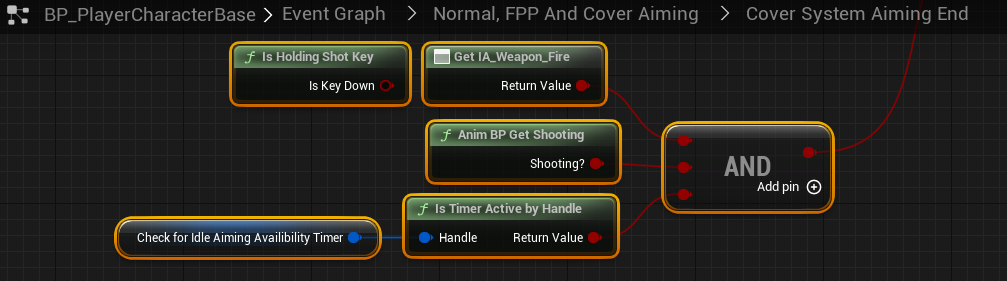 BP_PlayerCharacterBase > Event Graph > Normal, FPP And Cover Aiming > Cover System Aiming End
f Is Holding Shot Key
Is Key Down
Get IA_Weapon_Fire
Return Value
f Anim BP Get Shooting
Shooting?
AND
Add pin
f Is Timer Active by Handle
Check for Idle Aiming Availibility Timer
Handle Return Value